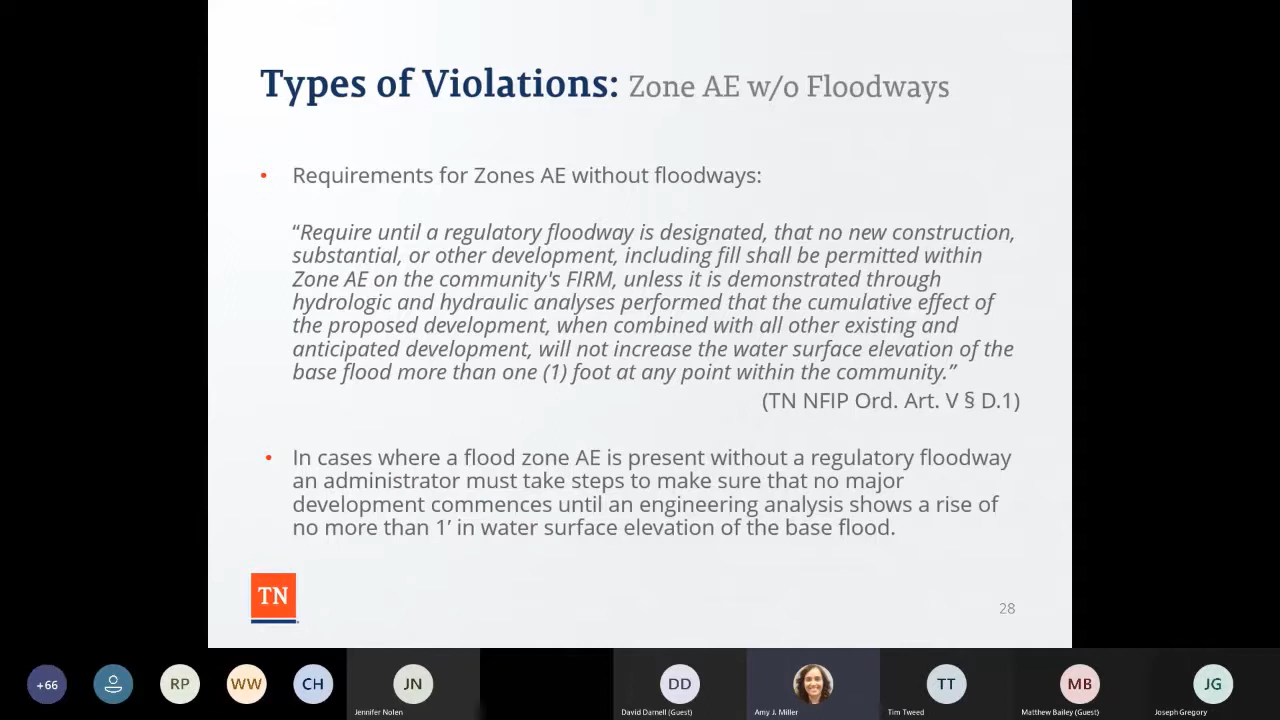 Types of Violations: Zone AE w/o Floodways
• Requirements for Zones AE without floodways:
“Require until a regulatory floodway is designated, that no new construction,
substantial, or other development, including fill shall be permitted within
Zone AE on the community's FIRM, unless it is demonstrated through
hydrologic and hydraulic analyses performed that the cumulative effect of
the proposed development, when combined with all other existing and
anticipated development, will not increase the water surface elevation of the
base flood more than one (1) foot at any point within the community.”
(TN NFIP Ord. Art. V § D.1)
• In cases where a flood zone AE is present without a regulatory floodway
an administrator must take steps to make sure that no major
development commences until an engineering analysis shows a rise of
no more than 1’ in water surface elevation of the base flood.
TN
28
+66 RP WW CH JN DD TT MB JG
Jennifer Nolen David Darnell (Guest) Amy J. Miller Tim Tweed Matthew Bailey (Guest) Joseph Gregory